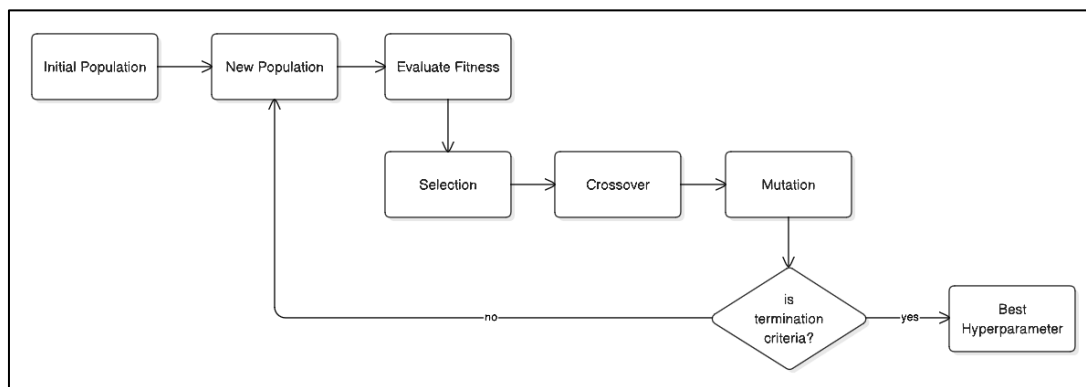 Initial Population
New Population
Evaluate Fitness
Selection
Crossover
Mutation
is
termination
criteria?
no
yes
Best
Hyperparameter